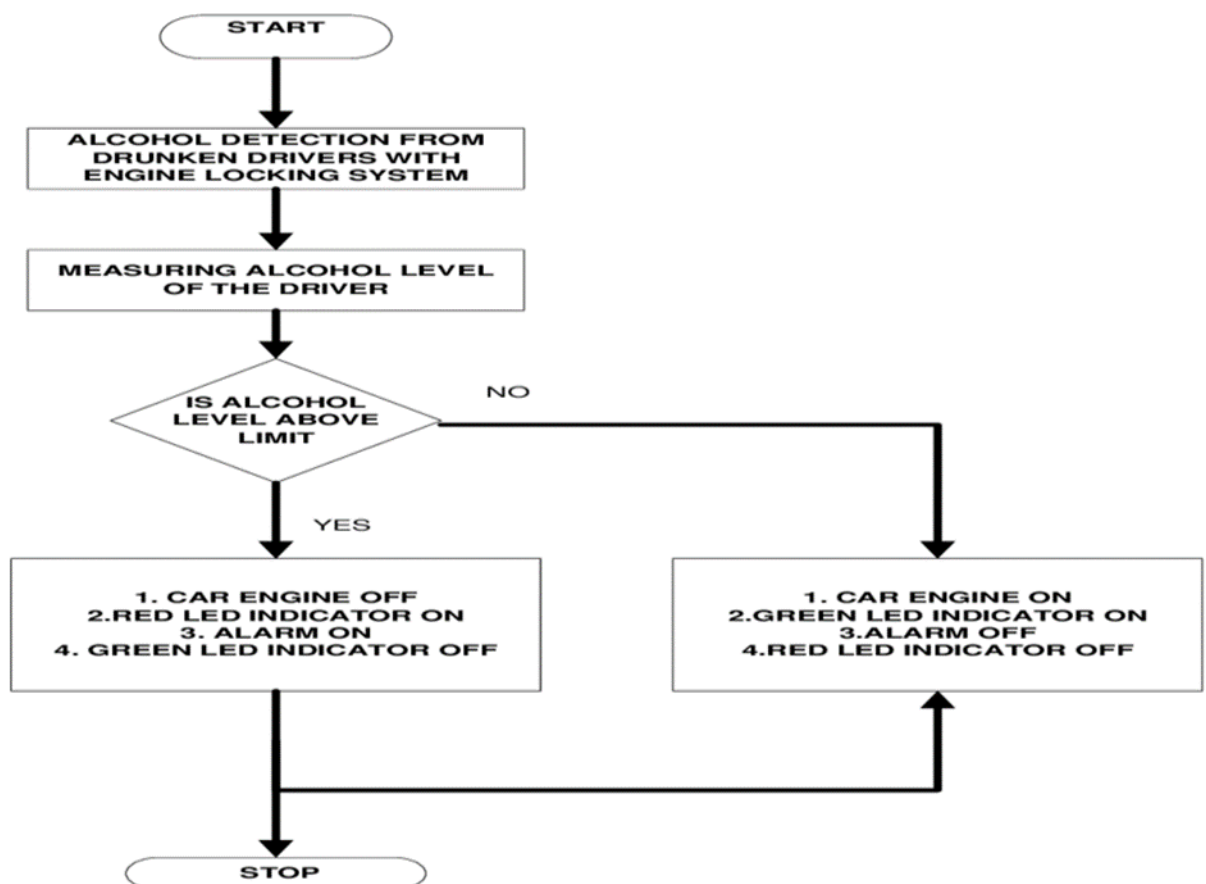 START
ALCOHOL DETECTION FROM
DRUNKEN DRIVERS WITH
ENGINE LOCKING SYSTEM
MEASURING ALCOHOL LEVEL
OF THE DRIVER
IS ALCOHOL
LEVEL ABOVE
LIMIT
NO
YES
1. CAR ENGINE OFF
2.RED LED INDICATOR ON
3. ALARM ON
4. GREEN LED INDICATOR OFF
1. CAR ENGINE ON
2.GREEN LED INDICATOR ON
3.ALARM OFF
4.RED LED INDICATOR OFF
STOP